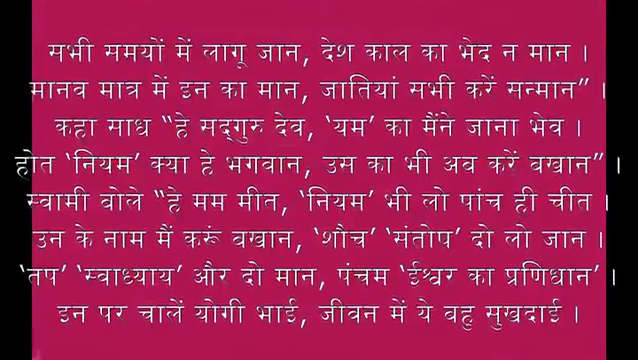 सभी समयों में लागू जान, देश काल का भेद न मान ।
मानव मात्र में इन का मान, जातियां सभी करें सन्मान” ।
कहा साध “हे सद्गुरु देव, ‘यम’ का मैंने जाना भेव ।
होत ‘नियम’ क्या हे भगवान, उस का भी अब करें बखान” ।
स्वामी बोले “हे मम मीत, ‘नियम’ भी लो पांच ही चीत ।
उन के नाम मैं करूं बखान, ‘शौच’ ‘संतोष’ दो लो जान ।
‘तप’ ‘स्वाध्याय’ और दो मान, पंचम ‘ईश्वर का प्रणिधान’ ।
इन पर चालें योगी भाई, जीवन में ये बहु सुखदाई ।